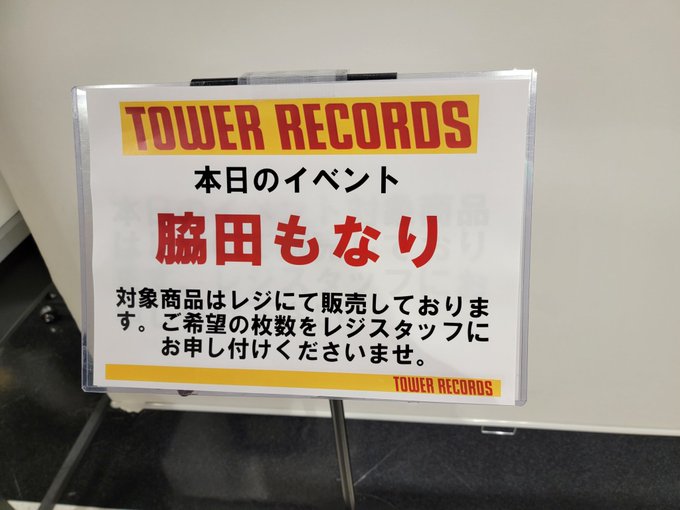 TOWER RECORDS
本日のイベント
脇田もなり
対象商品はレジにて販売しておりま
す。ご希望の枚数をレジスタッフに
お申し付けくださいませ。
TOWER RECORDS